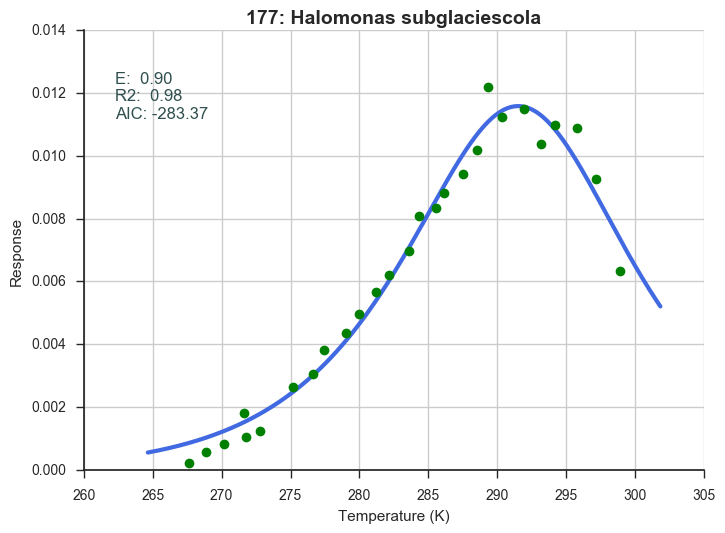 177: Halomonas subglaciescola
E:  0.90
R2:  0.98
AIC: -283.37
0.014
0.012
0.010
0.008
0.006
0.004
0.002
0.000
Response
260 265 270 275 280 285 290 295 300 305
Temperature (K)